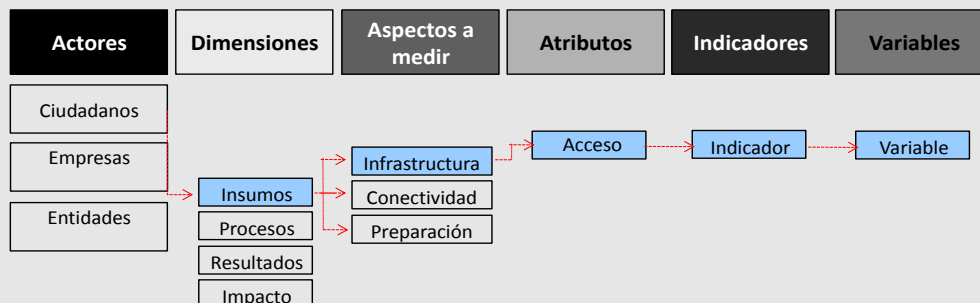 Actores
Dimensiones
Aspectos a
medir
Atributos
Indicadores
Variables
Ciudadanos
Empresas
Entidades
Insumos
Procesos
Resultados
Impacto
Infrastructura
Conectividad
Preparación
Acceso
Indicador
Variable